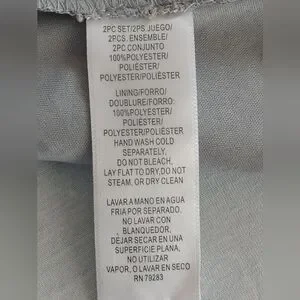 2PC SET/2PS JUEGO/
2PCS. ENSEMBLE/
2PC CONJUNTO
100%POLYESTER/
POLIÉSTER/
POLYESTER/POLIÉSTER
LINING/FORRO/
DOUBLURE/FORRO:
100%POLYESTER/
POLIÉSTER/
POLYESTER/POLIÉSTER
HAND WASH COLD
SEPARATELY.
DO NOT BLEACH,
LAY FLAT TO DRY,DO NOT
STEAM, OR DRY CLEAN
LAVAR A MANO EN AGUA
FRIA POR SEPARADO.
NO LAVAR CON
BLANQUEDOR,
DEJAR SECAR EN UNA
SUPERFICIE PLANA,
NO UTILIZAR
VAPOR, O LAVAR EN SECO
RN 79283